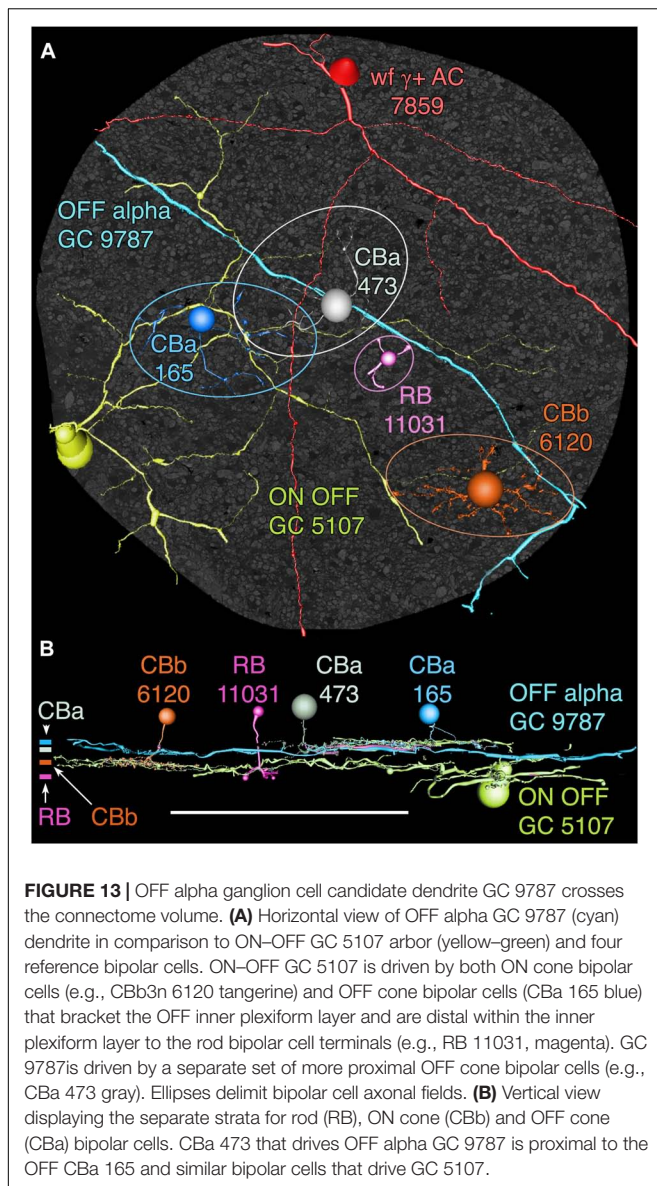 A
wf γ+ AC
7859
OFF alpha
GC 9787
CBa
473
CBa
165
RB
11031
CBb
6120
ON OFF
GC 5107
B
CBb
6120
RB
11031
CBa
473
CBa
165
OFF alpha
GC 9787
CBa
RB
CBb
ON OFF
GC 5107
FIGURE 13 | OFF alpha ganglion cell candidate dendrite GC 9787 crosses
the connectome volume. (A) Horizontal view of OFF alpha GC 9787 (cyan)
dendrite in comparison to ON–OFF GC 5107 arbor (yellow–green) and four
reference bipolar cells. ON–OFF GC 5107 is driven by both ON cone bipolar
cells (e.g., CBb3n 6120 tangerine) and OFF cone bipolar cells (CBa 165 blue)
that bracket the OFF inner plexiform layer and are distal within the inner
plexiform layer to the rod bipolar cell terminals (e.g., RB 11031, magenta). GC
9787is driven by a separate set of more proximal OFF cone bipolar cells (e.g.,
CBa 473 gray). Ellipses delimit bipolar cell axonal fields. (B) Vertical view
displaying the separate strata for rod (RB), ON cone (CBb) and OFF cone
(CBa) bipolar cells. CBa 473 that drives OFF alpha GC 9787 is proximal to the
OFF CBa 165 and similar bipolar cells that drive GC 5107.